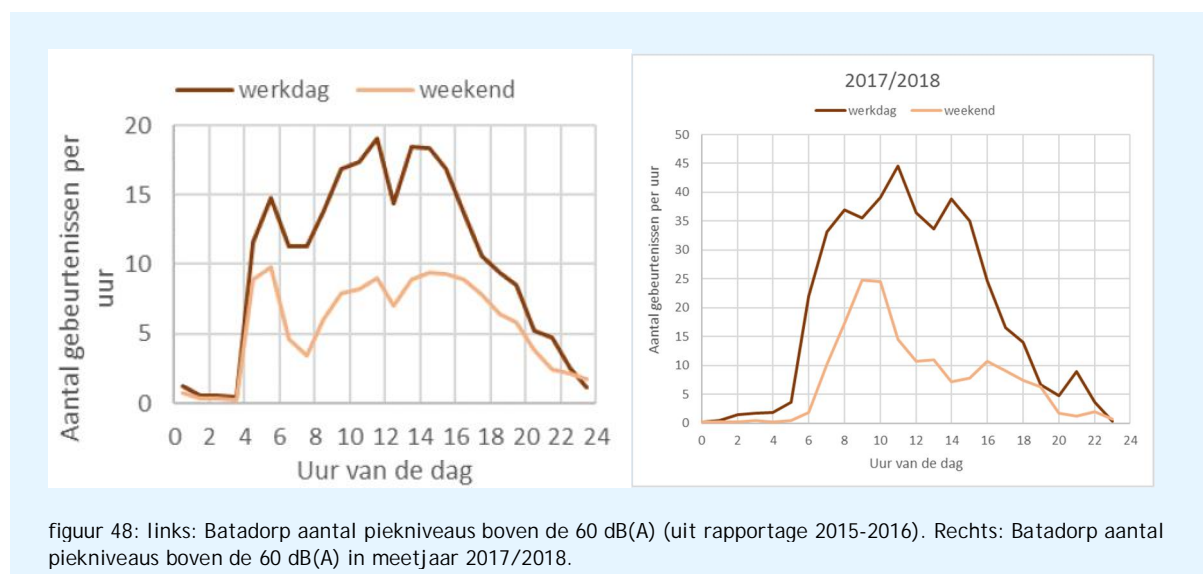 werkdag weekend
Aantal gebeurtenissen per
uur
20
15
10
5
0
0 2 4 6 8 10 12 14 16 18 20 22 24
Uur van de dag
2017/2018
werkdag weekend
Aantal gebeurtenissen per uur
50
45
40
35
30
25
20
15
10
5
0
0 2 4 6 8 10 12 14 16 18 20 22 24
Uur van de dag
figuur 48: links: Batadorp aantal piekniveaus boven de 60 dB(A) (uit rapportage 2015-2016). Rechts: Batadorp aantal
piekniveaus boven de 60 dB(A) in meetjaar 2017/2018.